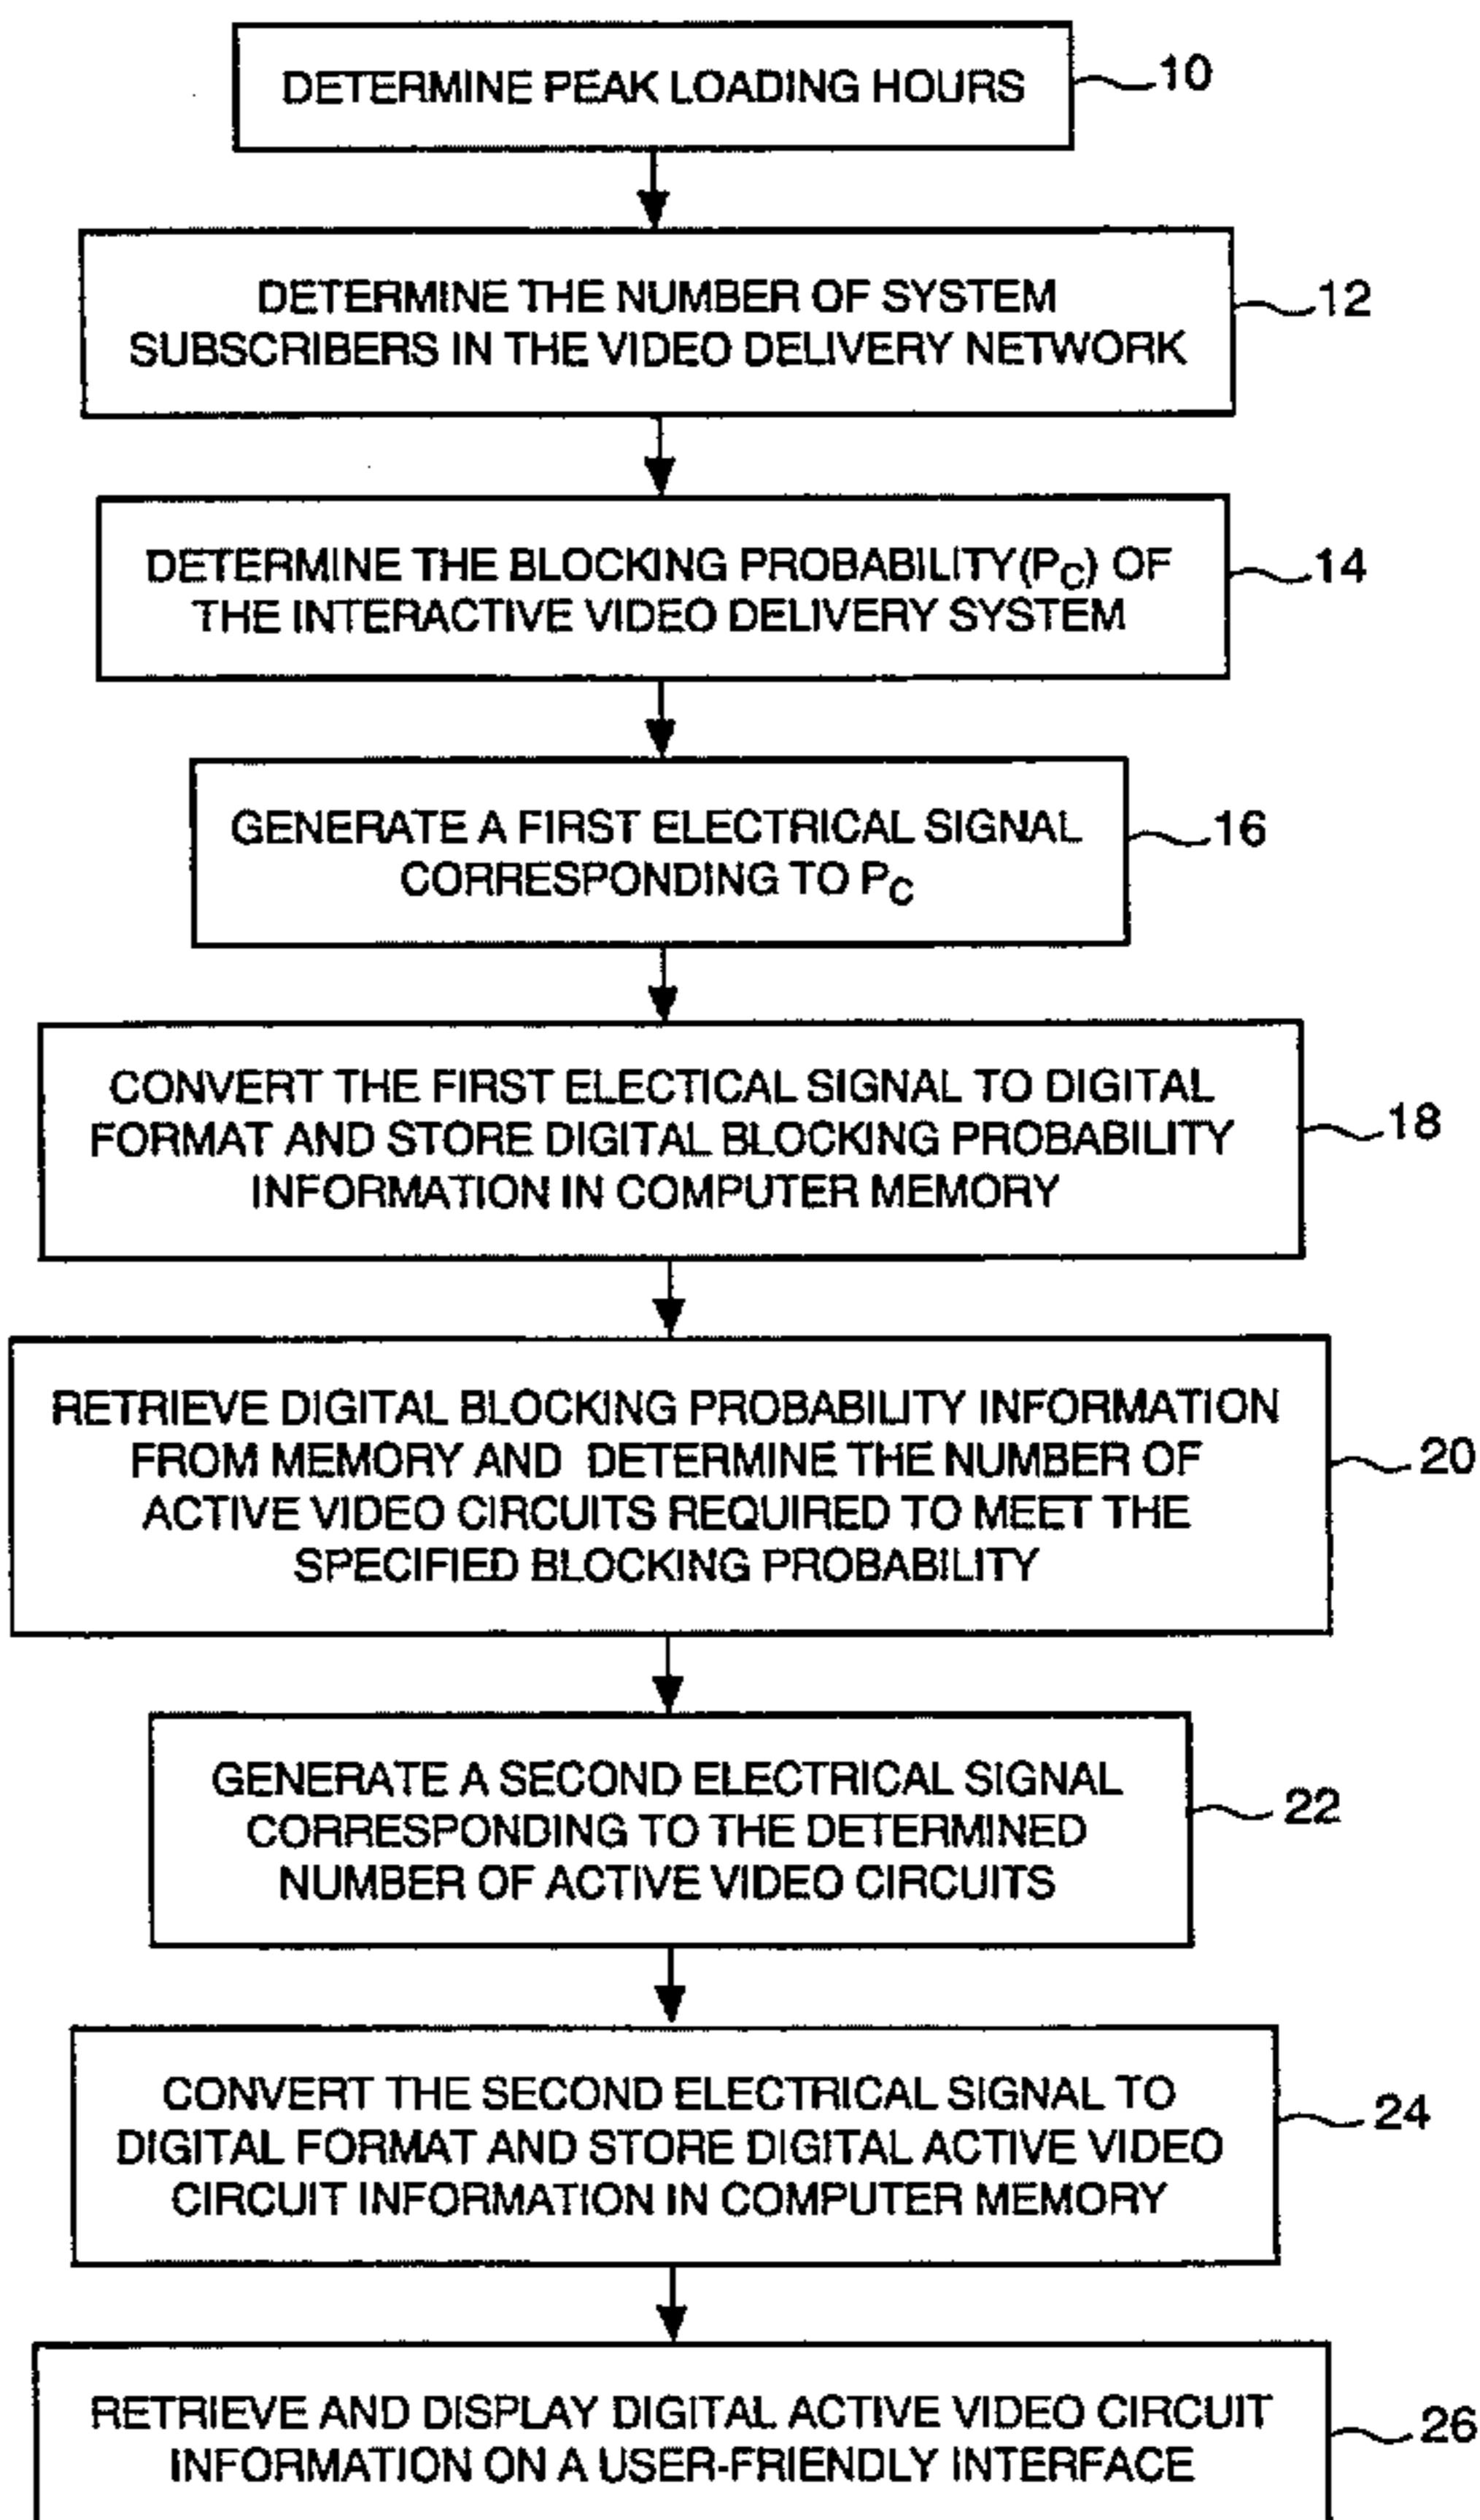 DETERMINE PEAK LOADING HOURS
10
DETERMINE THE NUMBER OF SYSTEM
SUBSCRIBERS IN THE VIDEO DELIVERY NETWORK
12
DETERMINE THE BLOCKING PROBABILITY(PC) OF
THE INTERACTIVE VIDEO DELIVERY SYSTEM
14
GENERATE A FIRST ELECTRICAL SIGNAL
CORRESPONDING TO PC
16
CONVERT THE FIRST ELECTICAL SIGNAL TO DIGITAL
FORMAT AND STORE DIGITAL BLOCKING PROBABILITY
INFORMATION IN COMPUTER MEMORY
18
RETRIEVE DIGITAL BLOCKING PROBABILITY INFORMATION
FROM MEMORY AND DETERMINE THE NUMBER OF
ACTIVE VIDEO CIRCUITS REQUIRED TO MEET THE
SPECIFIED BLOCKING PROBABILITY
20
GENERATE A SECOND ELECTRICAL SIGNAL
CORRESPONDING TO THE DETERMINED
NUMBER OF ACTIVE VIDEO CIRCUITS
22
CONVERT THE SECOND ELECTRICAL SIGNAL TO
DIGITAL FORMAT AND STORE DIGITAL ACTIVE VIDEO
CIRCUIT INFORMATION IN COMPUTER MEMORY
24
RETRIEVE AND DISPLAY DIGITAL ACTIVE VIDEO CIRCUIT
INFORMATION ON A USER-FRIENDLY INTERFACE
26